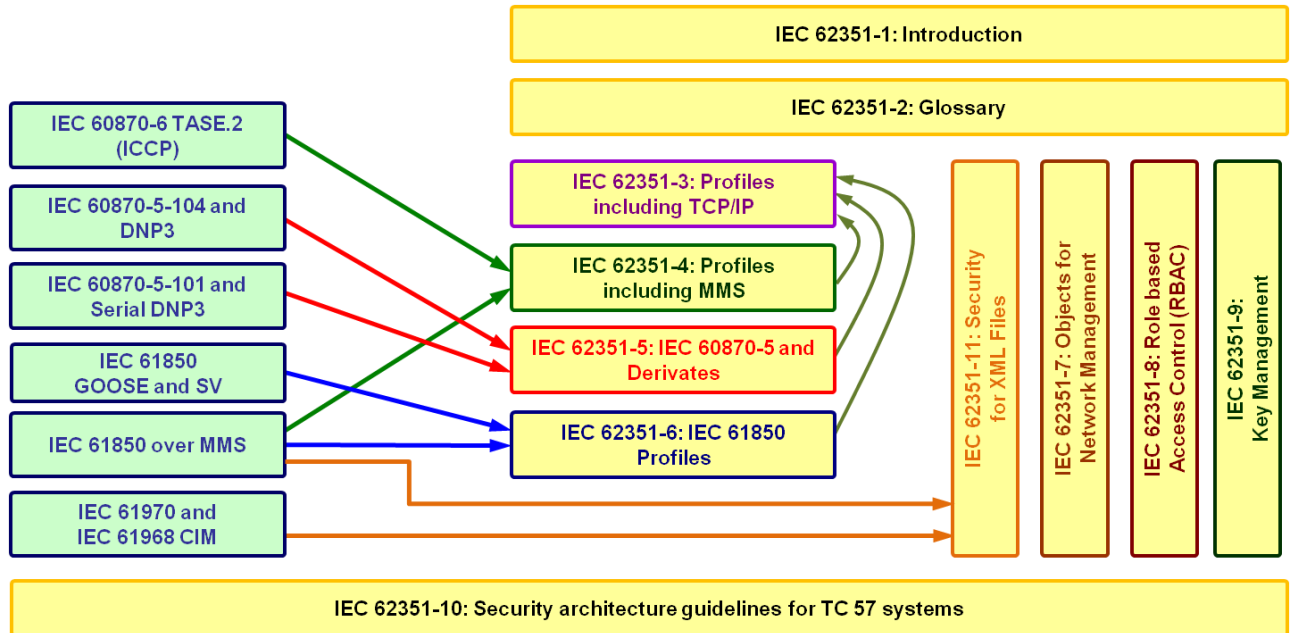 IEC 62351-1: Introduction
IEC 62351-2: Glossary
IEC 60870-6 TASE.2
(ICCP)
IEC 60870-5-104 and
DNP3
IEC 60870-5-101 and
Serial DNP3
IEC 61850
GOOSE and SV
IEC 61850 over MMS
IEC 61970 and
IEC 61968 CIM
IEC 62351-3: Profiles
including TCP/IP
IEC 62351-4: Profiles
including MMS
IEC 62351-5: IEC 60870-5 and
Derivates
IEC 62351-6: IEC 61850
Profiles
IEC 62351-11: Security
for XML Files
IEC 62351-7: Objects for
Network Management
IEC 62351-8: Role based
Access Control (RBAC)
IEC 62351-9:
Key Management
IEC 62351-10: Security architecture guidelines for TC 57 systems